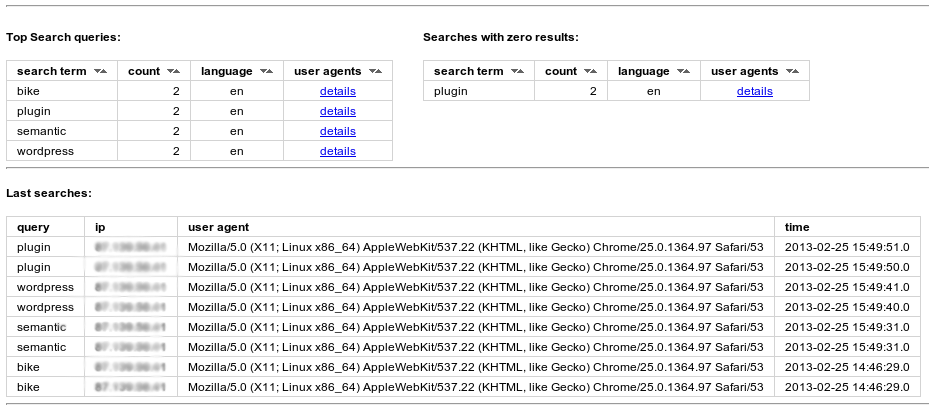 Top Search queries:
search term count language user agents
bike 2 en details
plugin 2 en details
semantic 2 en details
wordpress 2 en details
Searches with zero results:
search term count language user agents
plugin 2 en details
Last searches:
query ip user agent time
plugin Mozilla/5.0 (X11; Linux x86_64) AppleWebKit/537.22 (KHTML, like Gecko) Chrome/25.0.1364.97 Safari/53 2013-02-25 15:49:51.0
plugin Mozilla/5.0 (X11; Linux x86_64) AppleWebKit/537.22 (KHTML, like Gecko) Chrome/25.0.1364.97 Safari/53 2013-02-25 15:49:50.0
wordpress Mozilla/5.0 (X11; Linux x86_64) AppleWebKit/537.22 (KHTML, like Gecko) Chrome/25.0.1364.97 Safari/53 2013-02-25 15:49:41.0
wordpress Mozilla/5.0 (X11; Linux x86_64) AppleWebKit/537.22 (KHTML, like Gecko) Chrome/25.0.1364.97 Safari/53 2013-02-25 15:49:40.0
semantic Mozilla/5.0 (X11; Linux x86_64) AppleWebKit/537.22 (KHTML, like Gecko) Chrome/25.0.1364.97 Safari/53 2013-02-25 15:49:31.0
semantic Mozilla/5.0 (X11; Linux x86_64) AppleWebKit/537.22 (KHTML, like Gecko) Chrome/25.0.1364.97 Safari/53 2013-02-25 15:49:31.0
bike Mozilla/5.0 (X11; Linux x86_64) AppleWebKit/537.22 (KHTML, like Gecko) Chrome/25.0.1364.97 Safari/53 2013-02-25 14:46:29.0
bike Mozilla/5.0 (X11; Linux x86_64) AppleWebKit/537.22 (KHTML, like Gecko) Chrome/25.0.1364.97 Safari/53 2013-02-25 14:46:29.0